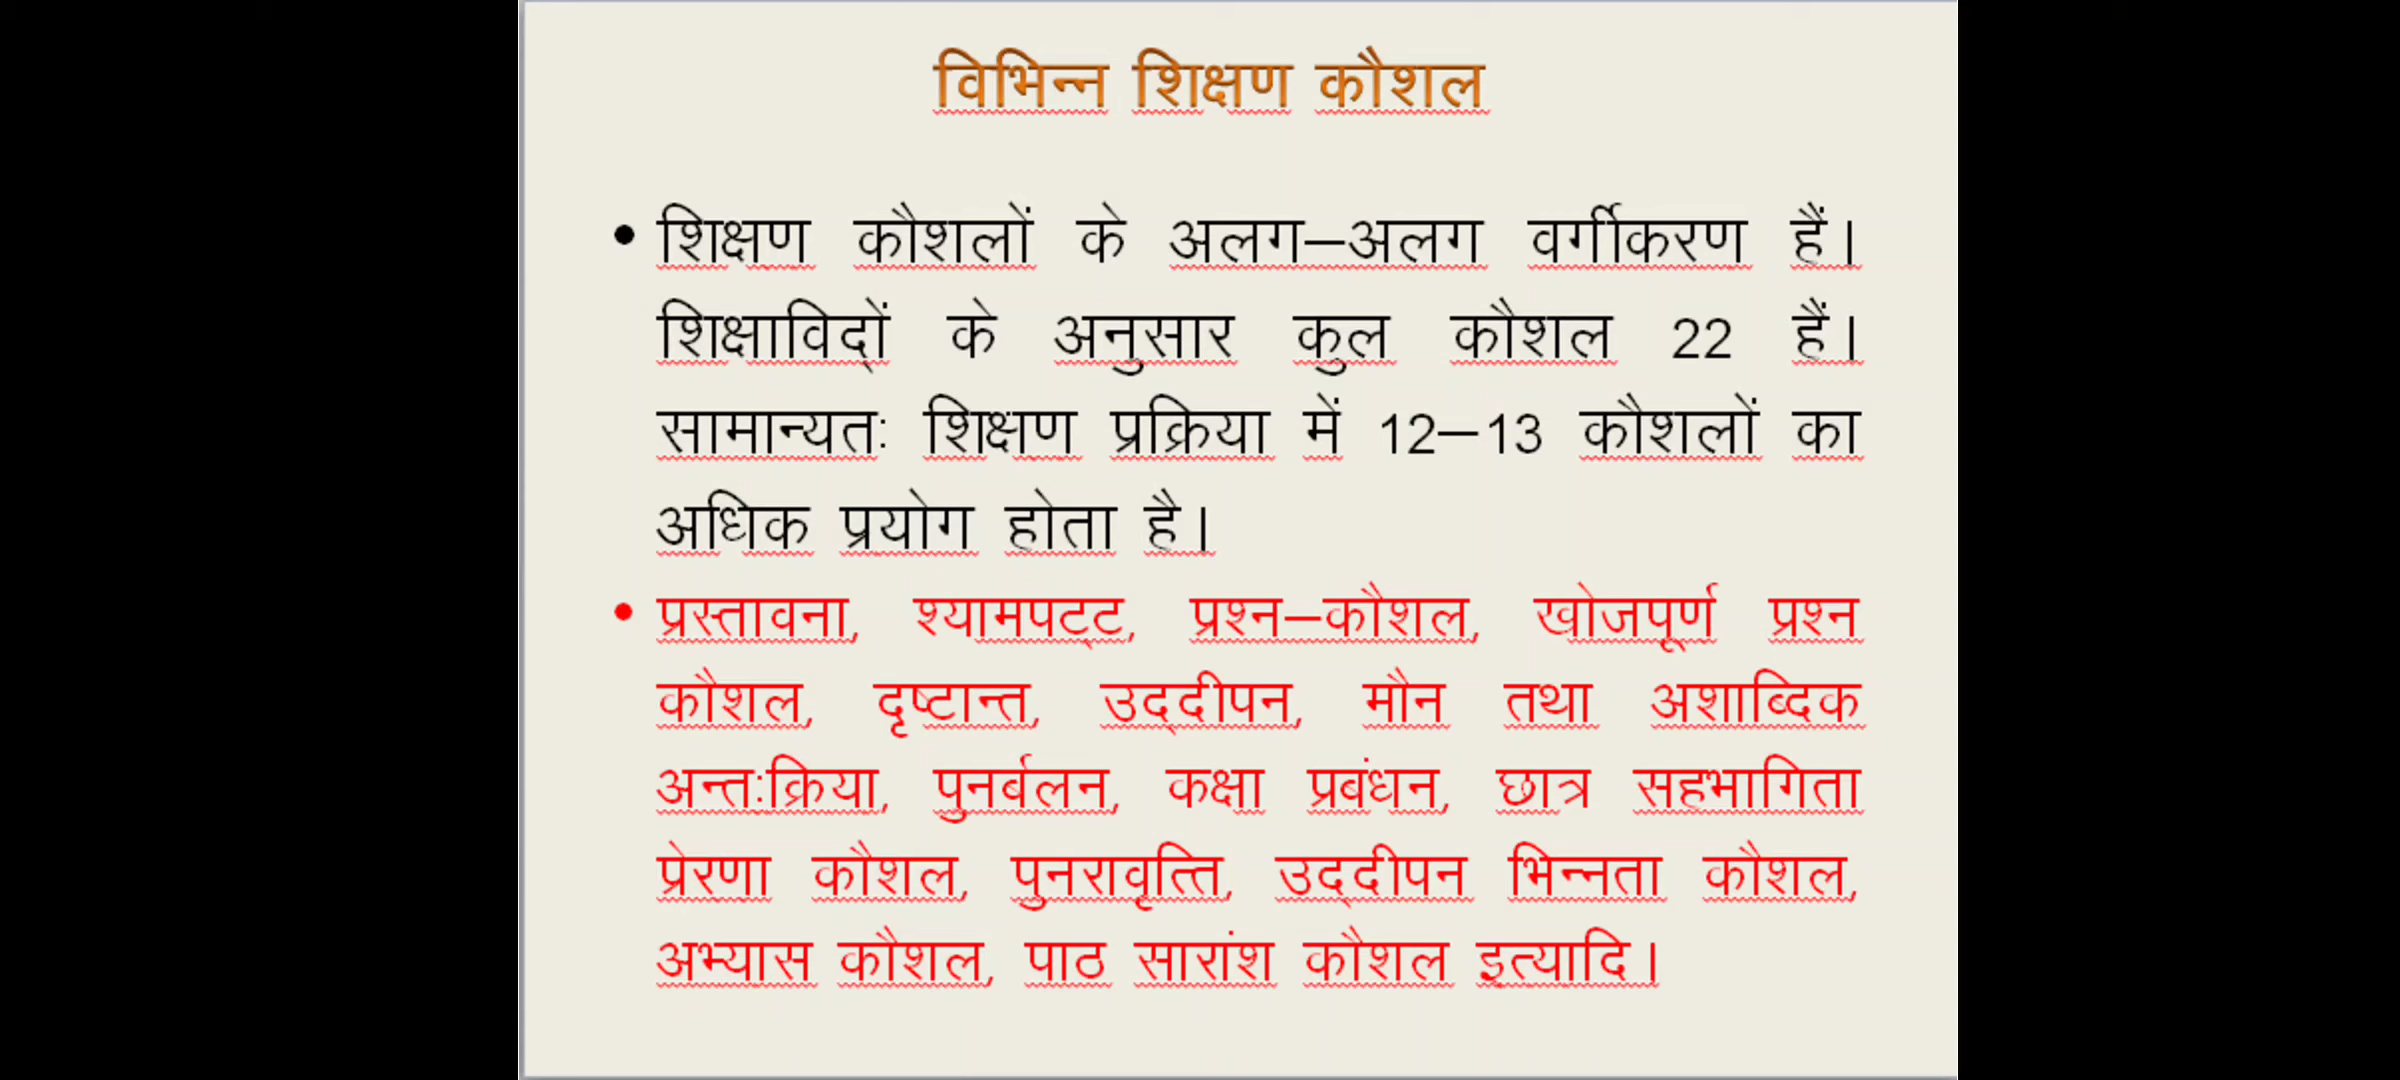 विभिन्न शिक्षण कौशल
• शिक्षण कौशलों के अलग–अलग वर्गीकरण हैं।
शिक्षाविदों के अनुसार कुल कौशल 22 हैं।
सामान्यतः शिक्षण प्रक्रिया में 12–13 कौशलों का
अधिक प्रयोग होता है।
• प्रस्तावना, श्यामपट्ट, प्रश्न–कौशल, खोजपूर्ण प्रश्न
कौशल, दृष्टान्त, उद्दीपन, मौन तथा अशाब्दिक
अन्तःक्रिया, पुनर्बलन, कक्षा प्रबंधन, छात्र सहभागिता
प्रेरणा कौशल, पुनरावृत्ति, उद्दीपन भिन्नता कौशल,
अभ्यास कौशल, पाठ सारांश कौशल इत्यादि।